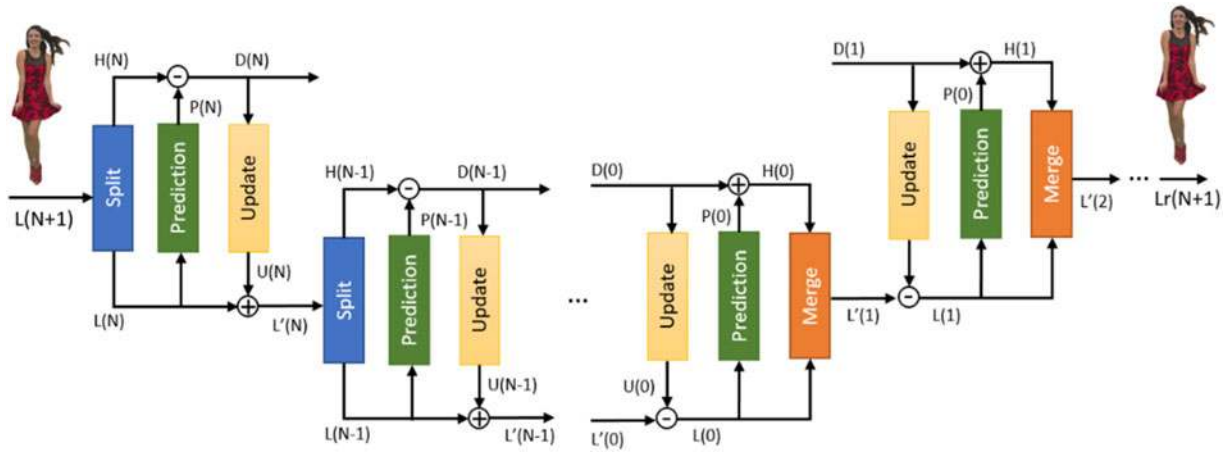 H(N)
D(N)
P(N)
Split
Prediction
Update
L(N+1)
U(N)
L(N)
L’(N)
H(N-1)
D(N-1)
P(N-1)
Split
Prediction
Update
U(N-1)
L(N-1)
L’(N-1)
...
D(0)
H(0)
P(0)
Update
Prediction
Merge
U(0)
L’(0)
L(0)
D(1)
H(1)
P(0)
Update
Prediction
Merge
L’(1)
L(1)
L’(2)
...
Lr(N+1)